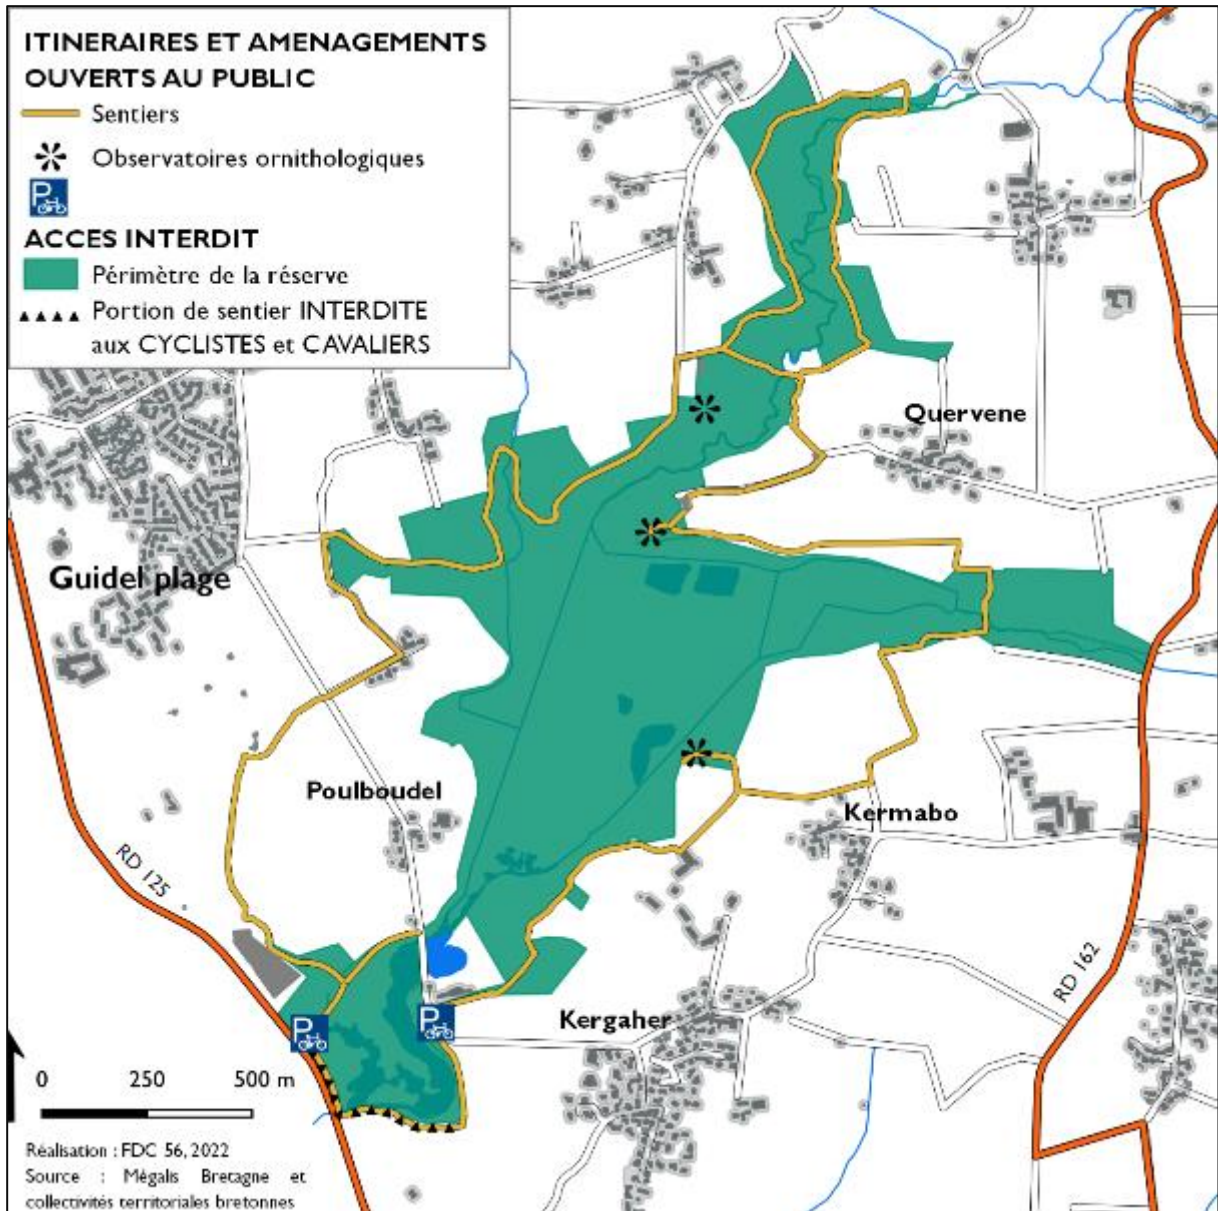 ITINERAIRES ET AMENAGEMENTS
OUVERTS AU PUBLIC
Sentiers
Observatoires ornithologiques
P
ACCES INTERDIT
Périmètre de la réserve
Portion de sentier INTERDITE
aux CYCLISTES et CAVALIERS
Quervene
Guidel plage
Poulboudel
Kermabo
RD 125
RD 162
Kergaher
P
P
0 250 500 m
Réalisation : FDC 56, 2022
Source : Mégalis Bretagne et
collectivités territoriales bretonnes